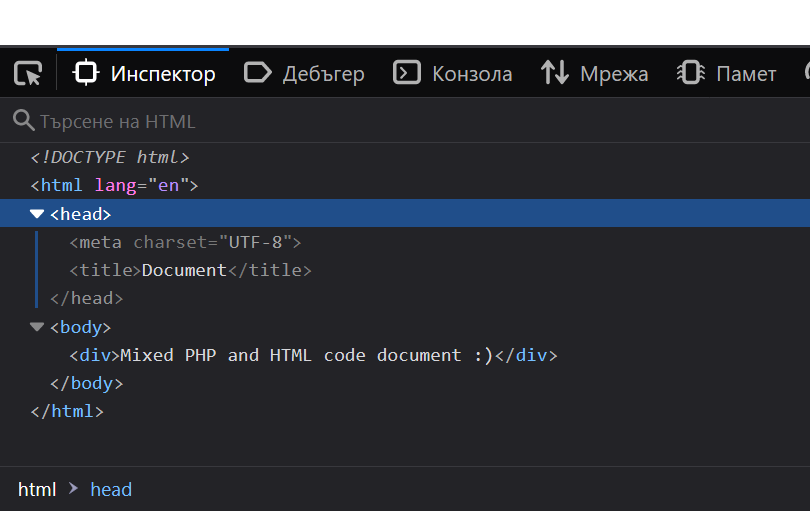 Инспектор Дебъгер Конзола Мрежа Памет
Търсене на HTML
<!DOCTYPE html>
<html lang="en">
<head>
<meta charset="UTF-8">
<title>Document</title>
</head>
<body>
<div>Mixed PHP and HTML code document :)</div>
</body>
</html>
html > head